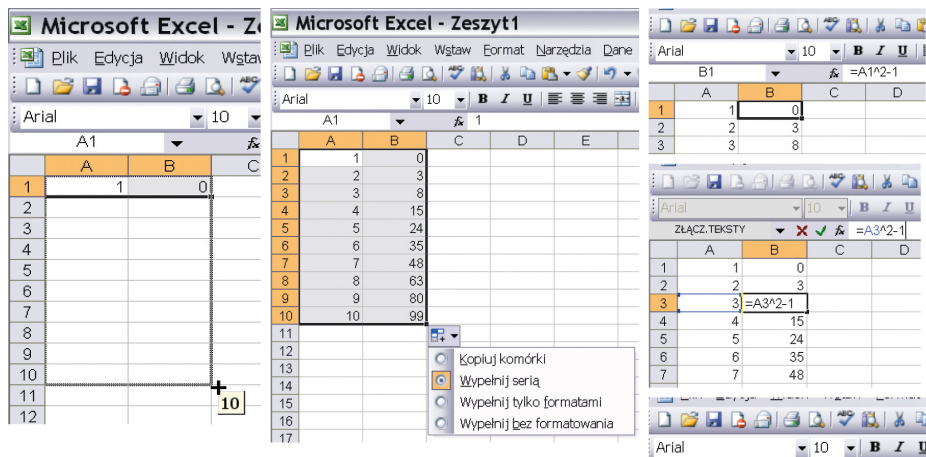 Microsoft Excel - Ze
Plik Edycja Widok Wsta
Arial 10
A1 fx
A B C
1 1 0
2
3
4
5
6
7
8
9
10
11
12
10
Microsoft Excel - Zeszyt1
Plik Edycja Widok Wstaw Format Narzędzia Dane
Arial 10 B I U
A1 fx 1
A B C D E
1 1 0
2 2 3
3 3 8
4 4 15
5 5 24
6 6 35
7 7 48
8 8 63
9 9 80
10 10 99
11
12
13
14
15
16
17
Kopiuj komórki
Wypełnij serią
Wypełnij tylko formatami
Wypełnij bez formatowania
Arial 10 B I U
B1 fx =A1^2-1
A B C D
1 1 0
2 2 3
3 3 8
Arial 10 B I U
ZŁĄCZ.TEKSTY fx =A3^2-1
A B C D
1 1 0
2 2 3
3 3 =A3^2-1
4 4 15
5 5 24
6 6 35
7 7 48
Arial 10 B I U